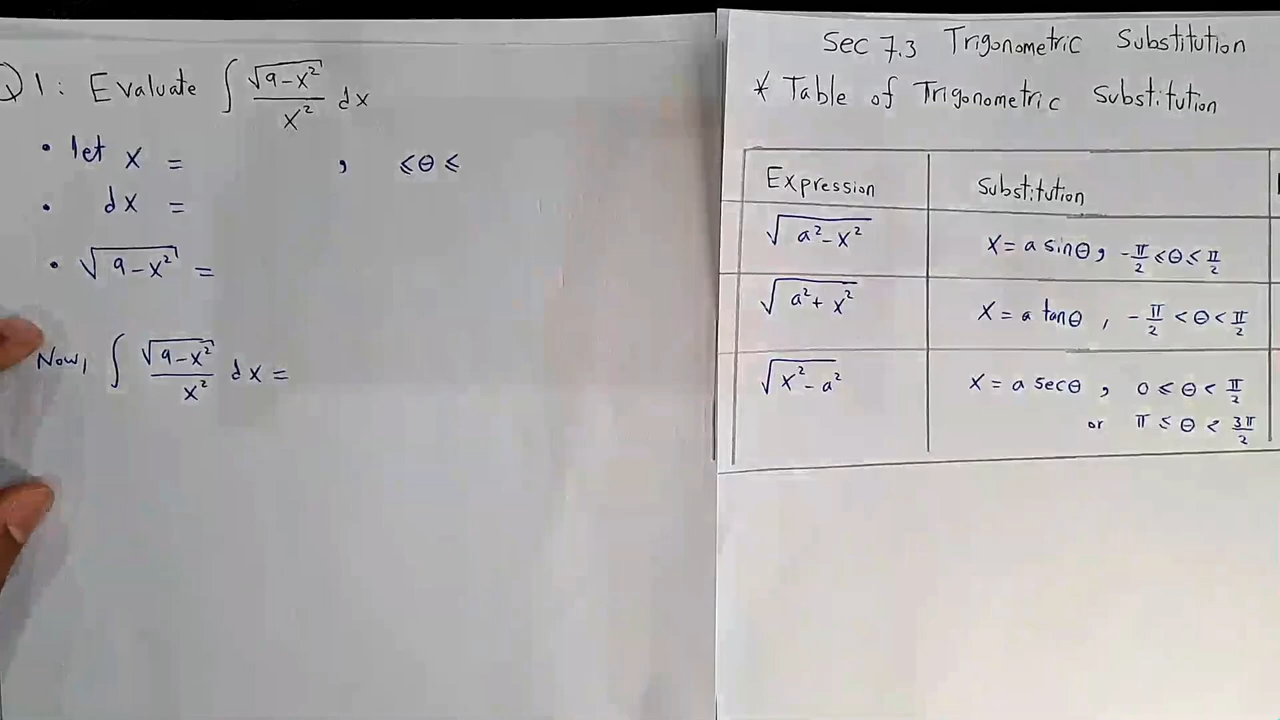 Q1: Evaluate ∫ √(9-x²) / x² dx
• let x =        ,    ≤θ≤
• dx =
• √(9-x²) =
Now, ∫ √(9-x²) / x² dx =
Sec 7.3 Trigonometric Substitution
* Table of Trigonometric Substitution
Expression    Substitution
√(a²-x²)    x = a sinθ, -π/2 ≤θ≤ π/2
√(a²+x²)    x = a tanθ, -π/2 < θ < π/2
√(x²-a²)    x = a secθ, 0 ≤ θ < π/2
or π ≤ θ < 3π/2